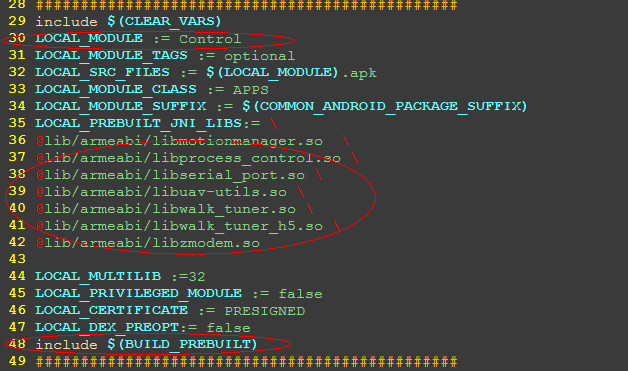 28 ################################################
29 include $(CLEAR_VARS)
30 LOCAL_MODULE := Control
31 LOCAL_MODULE_TAGS := optional
32 LOCAL_SRC_FILES := $(LOCAL_MODULE).apk
33 LOCAL_MODULE_CLASS := APPS
34 LOCAL_MODULE_SUFFIX := $(COMMON_ANDROID_PACKAGE_SUFFIX)
35 LOCAL_PREBUILT_JNI_LIBS:= \
36 @lib/armeabi/libmotionmanager.so  \
37 @lib/armeabi/libprocess_control.so \
38 @lib/armeabi/libserial_port.so \
39 @lib/armeabi/libuav-utils.so \
40 @lib/armeabi/libwalk_tuner.so \
41 @lib/armeabi/libwalk_tuner_h5.so \
42 @lib/armeabi/libzmodem.so
43
44 LOCAL_MULTILIB :=32
45 LOCAL_PRIVILEGED_MODULE := false
46 LOCAL_CERTIFICATE := PRESIGNED
47 LOCAL_DEX_PREOPT:= false
48 include $(BUILD_PREBUILT)
49 ################################################